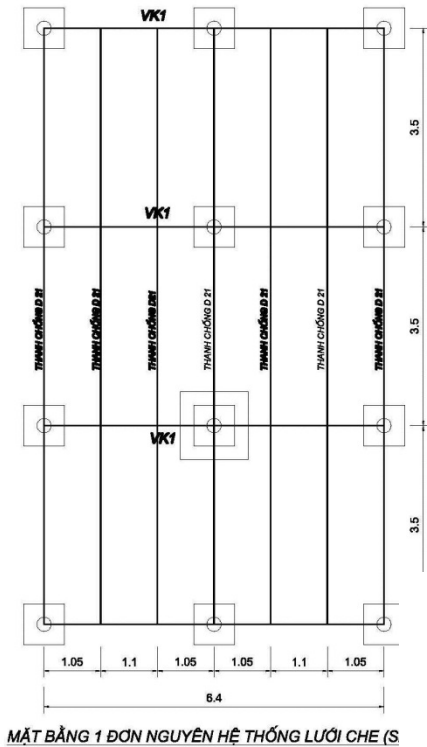 VK1
3.5
VK1
3.5
THANH CHỐNG D 21
THANH CHỐNG D 21
THANH CHỐNG D21
THANH CHỐNG D 21
THANH CHỐNG D 21
THANH CHỐNG D 21
THANH CHỐNG D 21
VK1
3.5
1.05 1.1 1.05 1.05 1.1 1.05
6.4
MẶT BẰNG 1 ĐƠN NGUYÊN HỆ THỐNG LƯỚI CHE (S